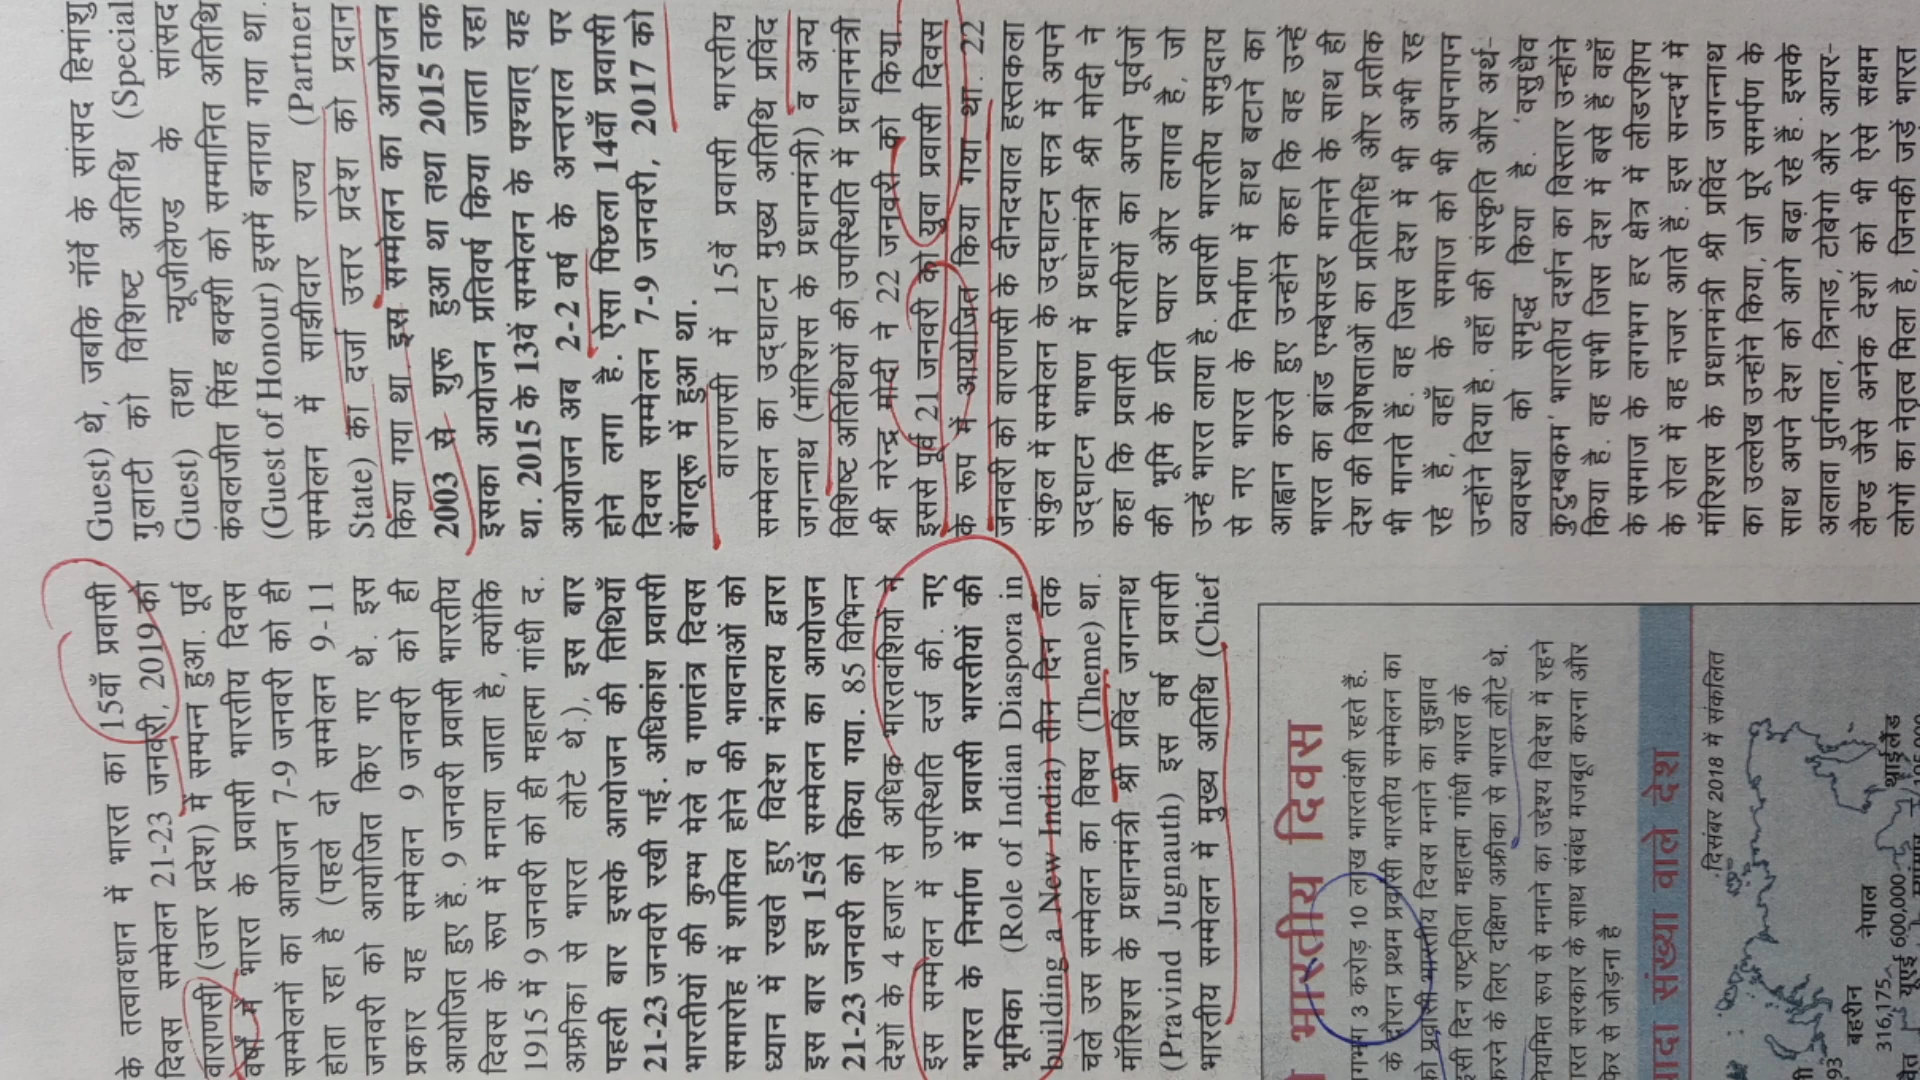 के तत्वावधान में भारत का 15वाँ प्रवासी
दिवस सम्मेलन 21-23 जनवरी, 2019 को
वाराणसी (उत्तर प्रदेश) में सम्पन्न हुआ. पूर्व
वर्षों में भारत के प्रवासी भारतीय दिवस
सम्मेलनों का आयोजन 7-9 जनवरी को ही
होता रहा है (पहले दो सम्मेलन 9-11
जनवरी को आयोजित किए गए थे. इस
प्रकार यह सम्मेलन 9 जनवरी को ही
आयोजित हुए हैं. 9 जनवरी प्रवासी भारतीय
दिवस के रूप में मनाया जाता है, क्योंकि
1915 में 9 जनवरी को ही महात्मा गांधी द.
अफ्रीका से भारत लौटे थे.), इस बार
पहली बार इसके आयोजन की तिथियाँ
21-23 जनवरी रखी गईं. अधिकांश प्रवासी
भारतीयों की कुम्भ मेले व गणतंत्र दिवस
समारोह में शामिल होने की भावनाओं को
ध्यान में रखते हुए विदेश मंत्रालय द्वारा
इस बार इस 15वें सम्मेलन का आयोजन
21-23 जनवरी को किया गया. 85 विभिन्न
देशों के 4 हजार से अधिक भारतवंशियों ने
इस सम्मेलन में उपस्थिति दर्ज की. नए
भारत के निर्माण में प्रवासी भारतीयों की
भूमिका (Role of Indian Diaspora in
building a New India) तीन दिन तक
चले उस सम्मेलन का विषय (Theme) था.
मॉरिशस के प्रधानमंत्री श्री प्रविंद जगन्नाथ
(Pravind Jugnauth) इस वर्ष प्रवासी
भारतीय सम्मेलन में मुख्य अतिथि (Chief
Guest) थे, जबकि नॉर्वे के सांसद हिमांशु
गुलाटी को विशिष्ट अतिथि (Special
Guest) तथा न्यूजीलैण्ड के सांसद
कंवलजीत सिंह बक्शी को सम्मानित अतिथि
(Guest of Honour) इसमें बनाया गया था.
सम्मेलन में साझीदार राज्य (Partner
State) का दर्जा उत्तर प्रदेश को प्रदान
किया गया था. इस सम्मेलन का आयोजन
2003 से शुरू हुआ था तथा 2015 तक
इसका आयोजन प्रतिवर्ष किया जाता रहा
था. 2015 के 13वें सम्मेलन के पश्चात् यह
आयोजन अब 2-2 वर्ष के अन्तराल पर
होने लगा है. ऐसा पिछला 14वाँ प्रवासी
दिवस सम्मेलन 7-9 जनवरी, 2017 को
बेंगलूरू में हुआ था.
वाराणसी में 15वें प्रवासी भारतीय
सम्मेलन का उद्घाटन मुख्य अतिथि प्रविंद
जगन्नाथ (मॉरिशस के प्रधानमंत्री) व अन्य
विशिष्ट अतिथियों की उपस्थिति में प्रधानमंत्री
श्री नरेन्द्र मोदी ने 22 जनवरी को किया.
इससे पूर्व 21 जनवरी को युवा प्रवासी दिवस
के रूप में आयोजित किया गया था. 22
जनवरी को वाराणसी के दीनदयाल हस्तकला
संकुल में सम्मेलन के उद्घाटन सत्र में अपने
उद्घाटन भाषण में प्रधानमंत्री श्री मोदी ने
कहा कि प्रवासी भारतीयों का अपने पूर्वजों
की भूमि के प्रति प्यार और लगाव है, जो
उन्हें भारत लाया है. प्रवासी भारतीय समुदाय
से नए भारत के निर्माण में हाथ बटाने का
आह्वान करते हुए उन्होंने कहा कि वह उन्हें
भारत का ब्रांड एम्बेसडर मानने के साथ ही
देश की विशेषताओं का प्रतिनिधि और प्रतीक
भी मानते हैं. वह जिस देश में भी अभी रह
रहे हैं, वहाँ के समाज को भी अपनापन
उन्होंने दिया है. वहाँ की संस्कृति और अर्थ-
व्यवस्था को समृद्ध किया है. 'वसुधैव
कुटुम्बकम' भारतीय दर्शन का विस्तार उन्होंने
किया है. वह सभी जिस देश में बसे हैं वहाँ
के समाज के लगभग हर क्षेत्र में लीडरशिप
के रोल में वह नजर आते हैं. इस सन्दर्भ में
मॉरिशस के प्रधानमंत्री श्री प्रविंद जगन्नाथ
का उल्लेख उन्होंने किया, जो पूरे समर्पण के
साथ अपने देश को आगे बढ़ा रहे हैं. इसके
अलावा पुर्तगाल, त्रिनाड, टोबेगो और आयर-
लैण्ड जैसे अनेक देशों को भी ऐसे सक्षम
लोगों का नेतृत्व मिला है, जिनकी जड़ें भारत
भारतीय दिवस
3 करोड़ 10 लाख भारतवंशी रहते हैं.
के दौरान प्रथम प्रवासी भारतीय सम्मेलन का
को प्रवासी भारतीय दिवस मनाने का सुझाव
इसी दिन राष्ट्रपिता महात्मा गांधी भारत के
करने के लिए दक्षिण अफ्रीका से भारत लौटे थे.
नियमित रूप से मनाने का उद्देश्य विदेश में रहने
भारत सरकार के साथ संबंध मजबूत करना और
फिर से जोड़ना है
ज्यादा संख्या वाले देश
दिसंबर 2018 में संकलित
बहरीन
316,175
नेपाल
600,000
यूएई
थाईलैंड